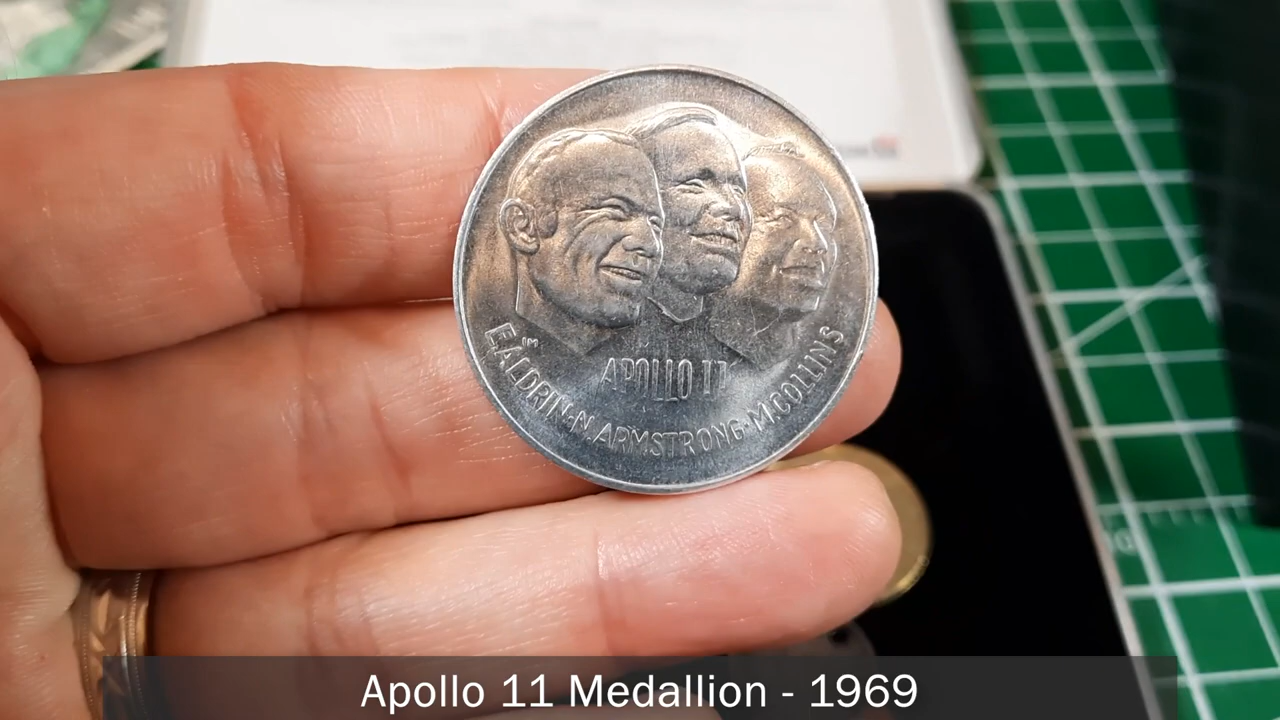 APOLLO 11
E. ALDRIN·N. ARMSTRONG·M. COLLINS
Apollo 11 Medallion - 1969